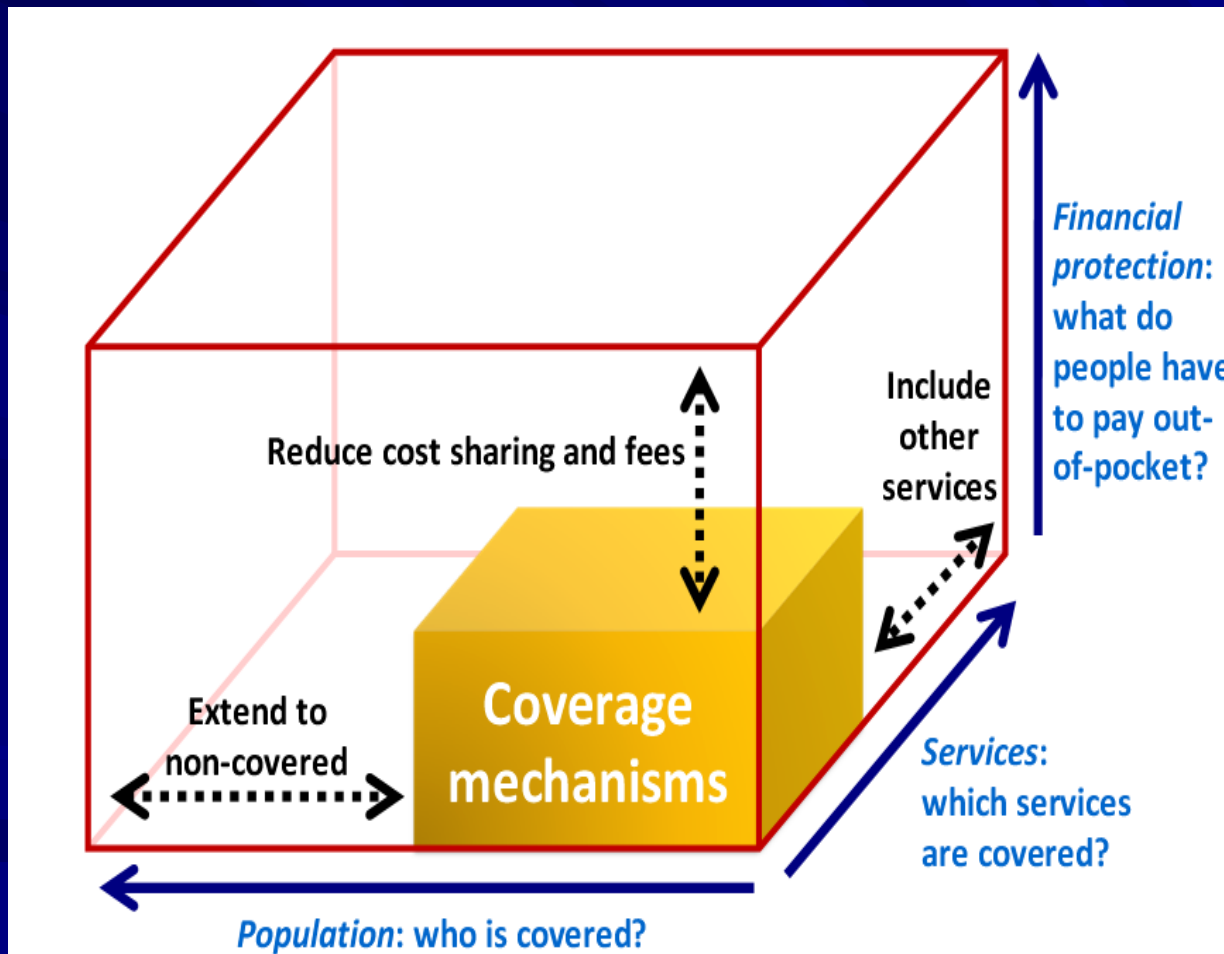 Financial
protection:
what do
people have
to pay out-
of-pocket?
Include
other
services
Reduce cost sharing and fees
Extend to
non-covered
Coverage
mechanisms
Services:
which services
are covered?
Population: who is covered?